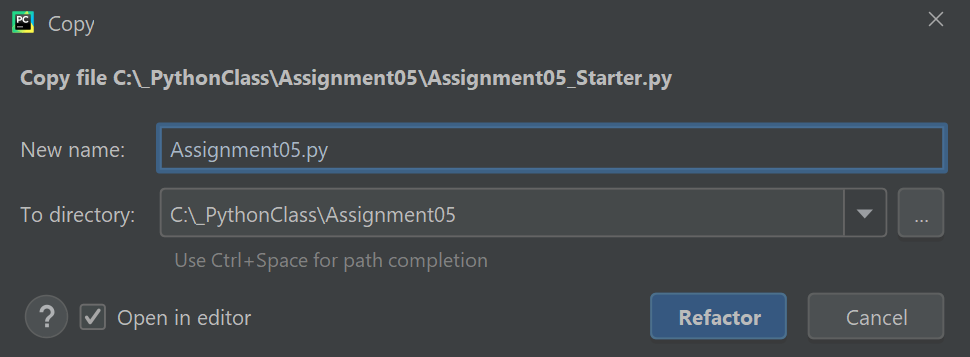 PC Copy
Copy file C:\_PythonClass\Assignment05\Assignment05_Starter.py
New name: Assignment05.py
To directory: C:\_PythonClass\Assignment05 ...
Use Ctrl+Space for path completion
? Open in editor Refactor Cancel